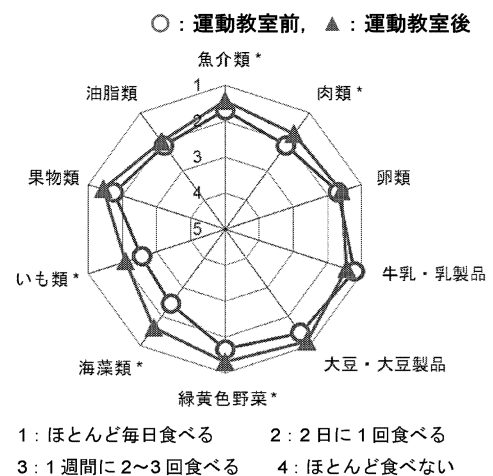 ○：運動教室前，▲：運動教室後
魚介類*
油脂類
肉類*
1
2
3
4
5
果物類
卵類
いも類*
牛乳・乳製品
海藻類*
大豆・大豆製品
緑黄色野菜*
1：ほとんど毎日食べる 2：2日に1回食べる
3：1週間に2〜3回食べる 4：ほとんど食べない